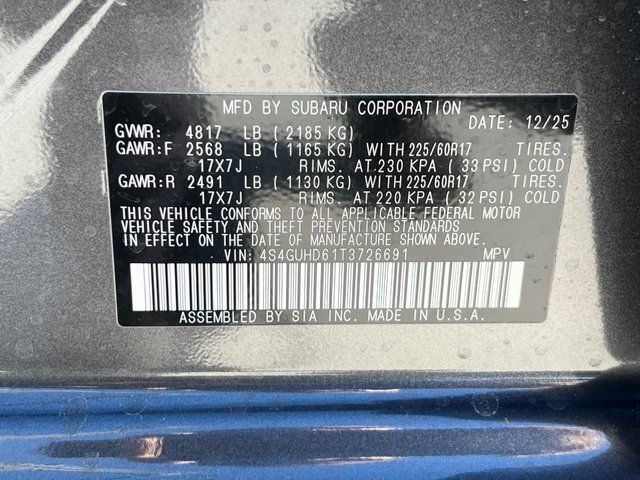 MFD BY SUBARU CORPORATION
DATE: 12/25
GVWR: 4817 LB (2185 KG)
GAWR:F 2568 LB (1165 KG) WITH 225/60R17 TIRES.
17X7J RIMS. AT 230 KPA (33 PSI) COLD
GAWR:R 2491 LB (1130 KG) WITH 225/60R17 TIRES.
17X7J RIMS. AT 220 KPA (32 PSI) COLD
THIS VEHICLE CONFORMS TO ALL APPLICABLE FEDERAL MOTOR
VEHICLE SAFETY AND THEFT PREVENTION STANDARDS
IN EFFECT ON THE DATE OF MANUFACTURE SHOWN ABOVE.
VIN: 4S4GUHD61T3726691 MPV
ASSEMBLED BY SIA INC. MADE IN U.S.A.